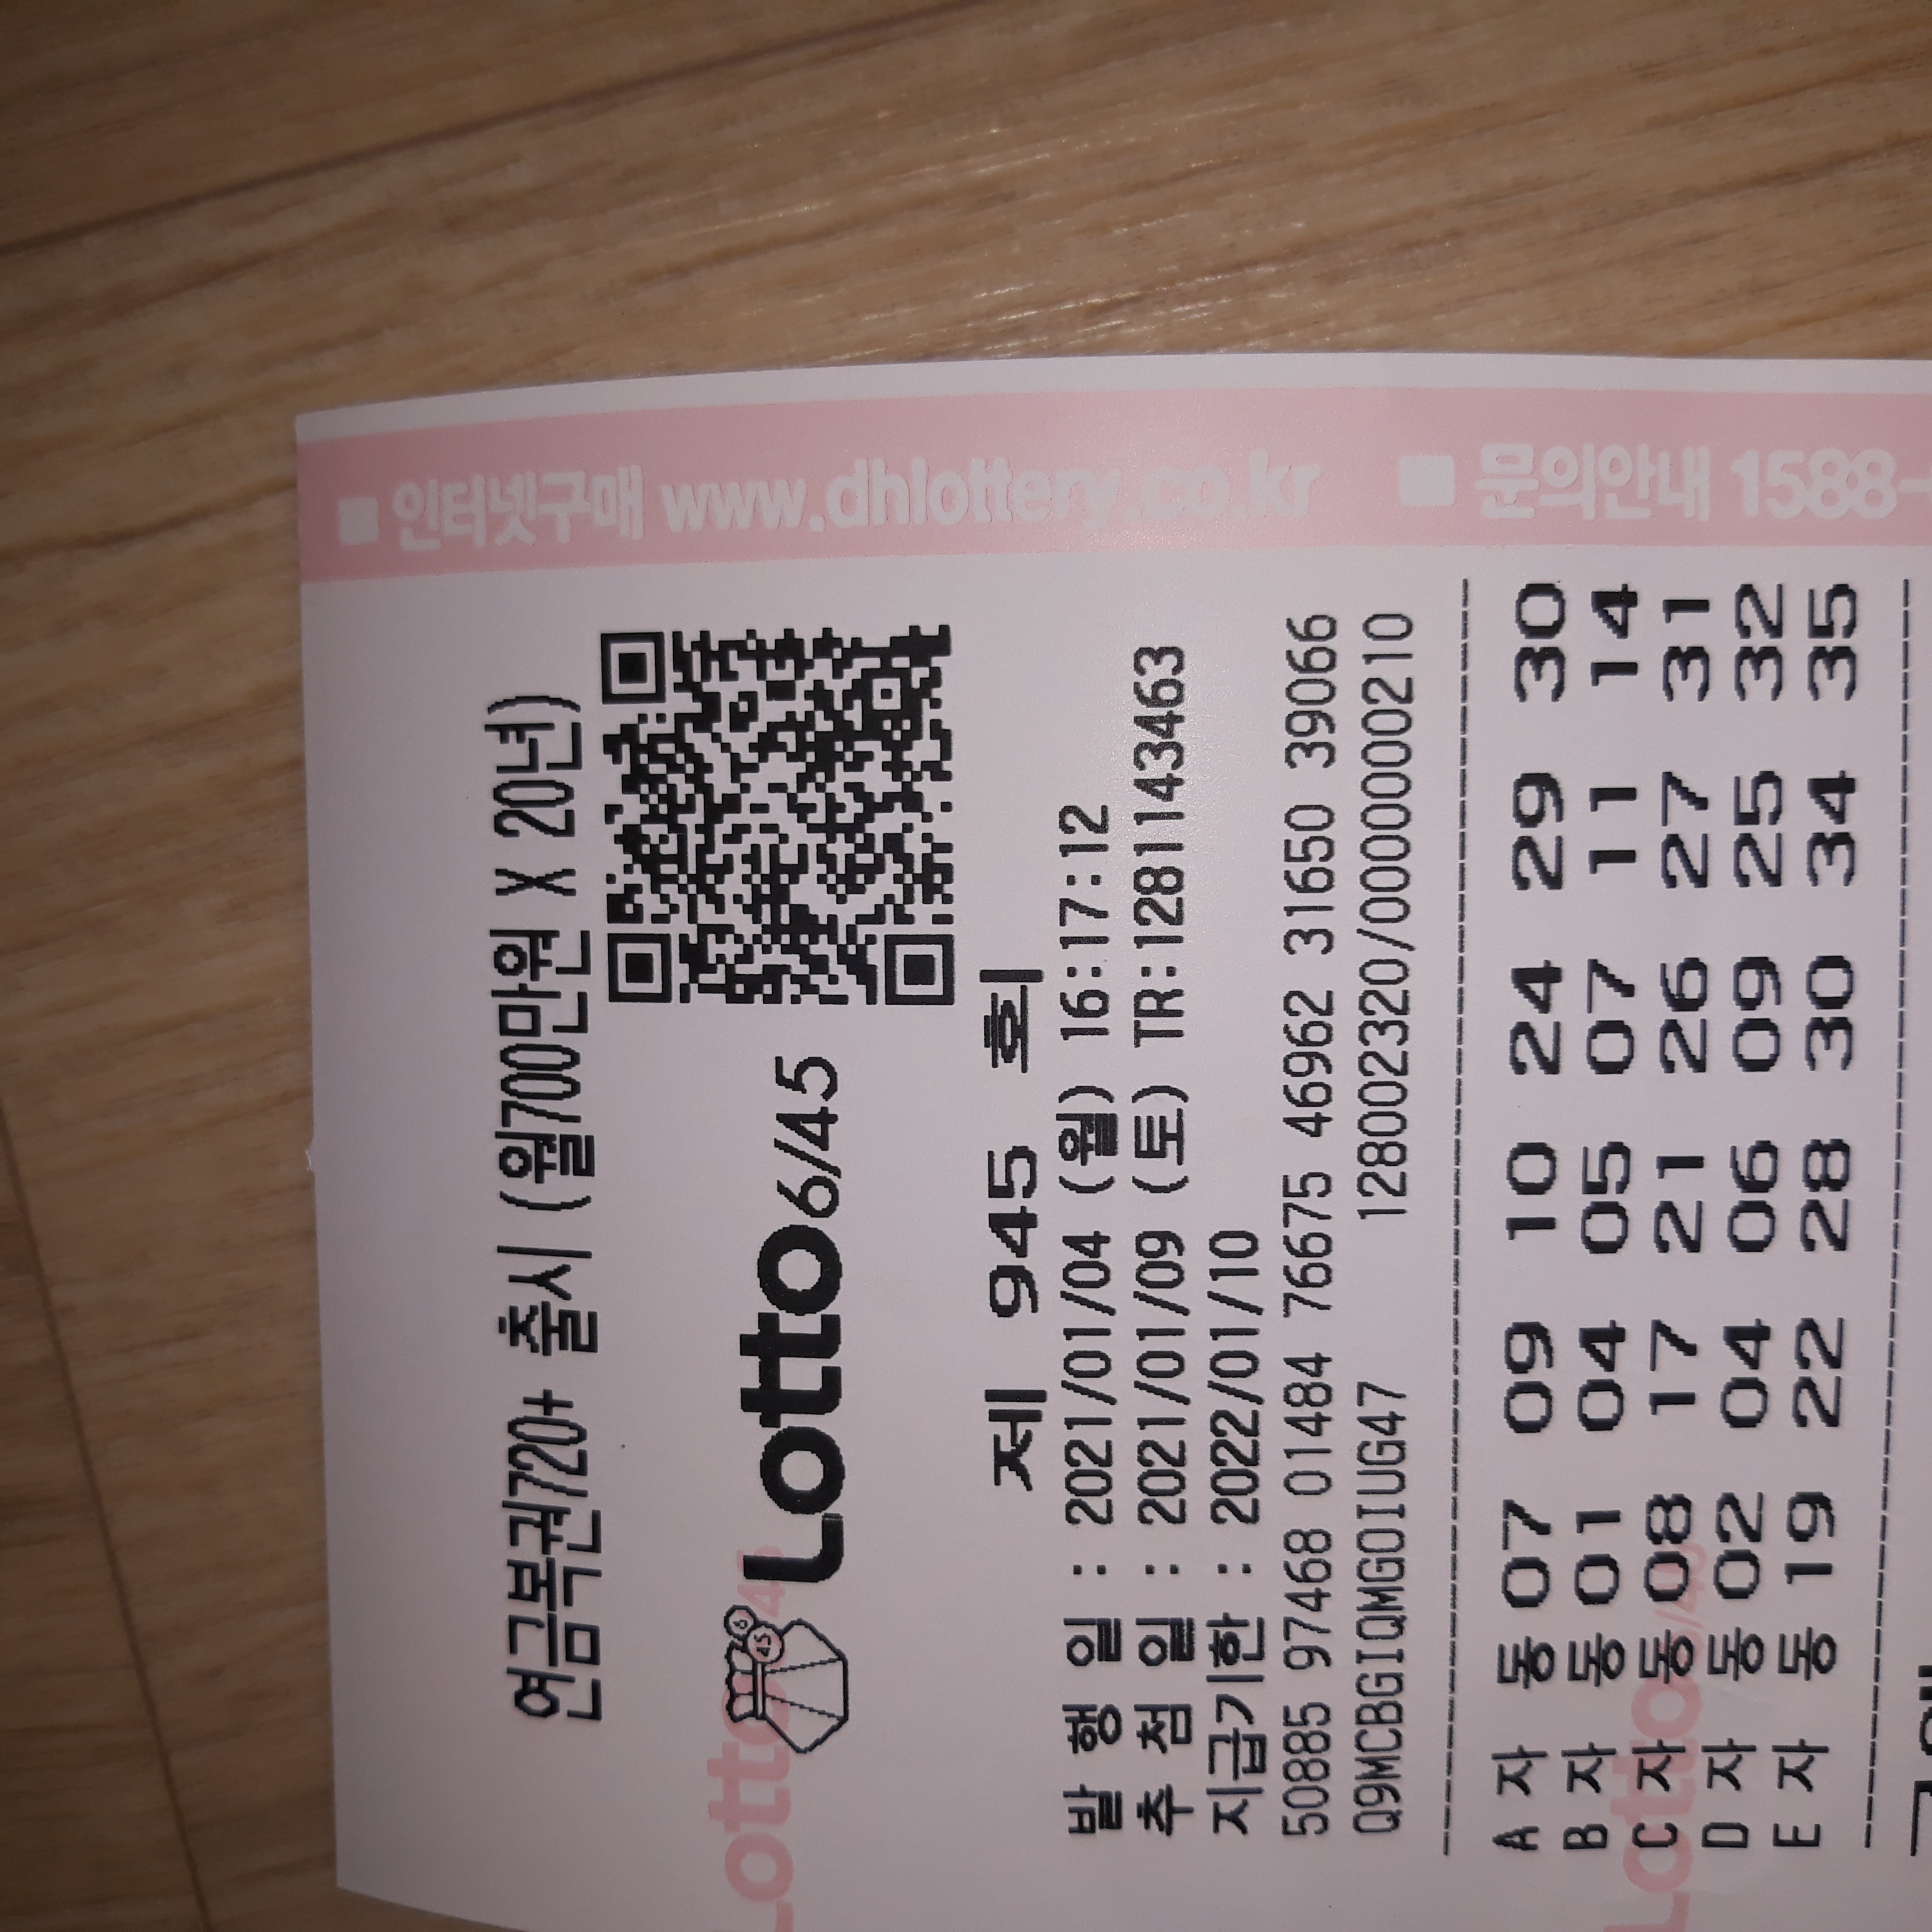 ■ 인터넷구매 www.dhlottery.co.kr ■ 문의안내 1588-
연금복권720+ 출시 (월700만원 X 20년)
Lotto6/45
제 945 회
발 행 일 : 2021/01/04 (월) 16:17:12
추 첨 일 : 2021/01/09 (토) TR:128114​3463
지급기한 : 2022/01/10
50885 97468 01484 76675 46962 31650 39066
Q9MCBGIQMGOIUG47 128002320/0000000210
A 자 동 07 09 10 24 29 30
B 자 동 01 04 05 07 11 14
C 자 동 08 17 21 26 27 31
D 자 동 02 04 06 09 25 32
E 자 동 19 22 28 30 34 35